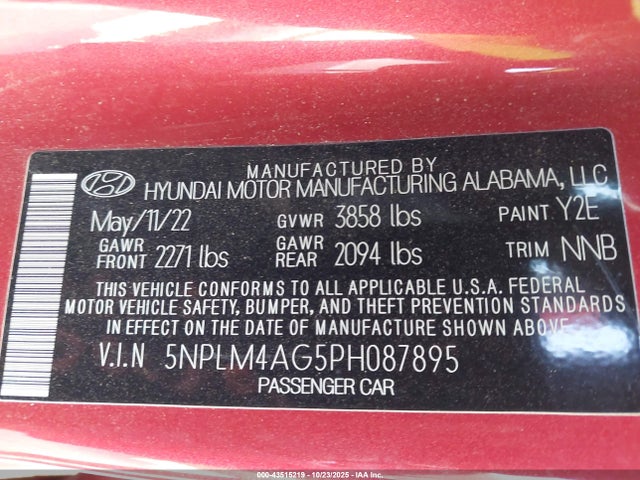 MANUFACTURED BY
HYUNDAI MOTOR MANUFACTURING ALABAMA, LLC
May/11/22 GVWR 3858 lbs PAINT Y2E
GAWR FRONT 2271 lbs GAWR REAR 2094 lbs TRIM NNB
THIS VEHICLE CONFORMS TO ALL APPLICABLE U.S.A. FEDERAL
MOTOR VEHICLE SAFETY, BUMPER, AND THEFT PREVENTION STANDARDS
IN EFFECT ON THE DATE OF MANUFACTURE SHOWN ABOVE.
V.I.N 5NPLM4AG5PH087895
PASSENGER CAR
000-43515219 - 10/23/2025 - IAA Inc.